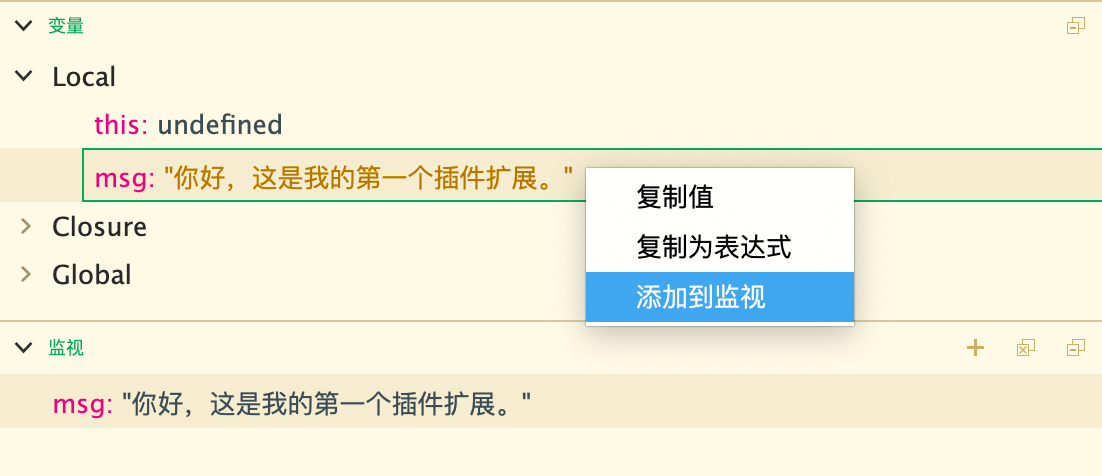 变量
Local
this: undefined
msg: "你好，这是我的第一个插件扩展。"
复制值
复制为表达式
添加到监视
Closure
Global
监视
msg: "你好，这是我的第一个插件扩展。"